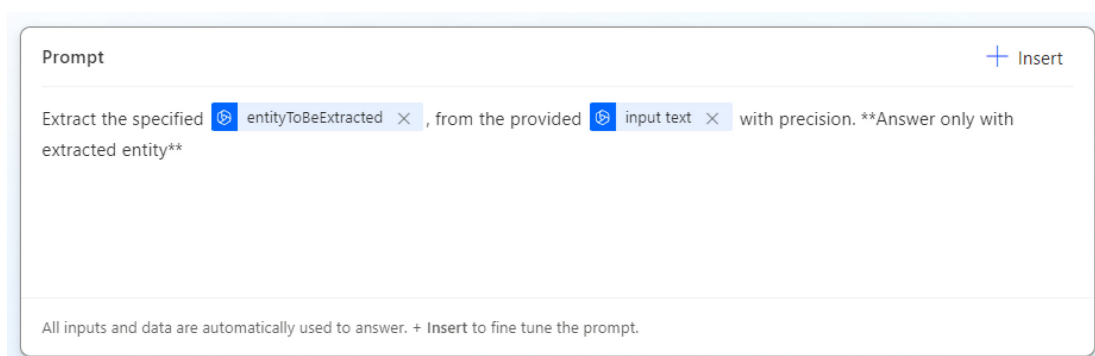 Prompt
+ Insert
Extract the specified entityToBeExtracted × , from the provided input text × with precision. **Answer only with
extracted entity**
All inputs and data are automatically used to answer. + Insert to fine tune the prompt.